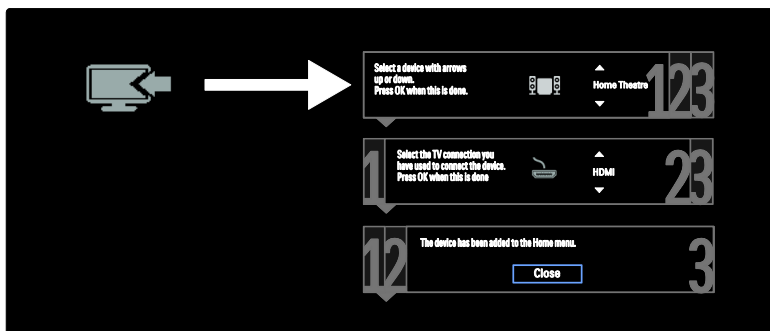 Select a device with arrows
up or down.
Press OK when this is done.
Home Theatre
123
1
Select the TV connection you
have used to connect the device.
Press OK when this is done
HDMI
23
12
The device has been added to the Home menu.
Close
3